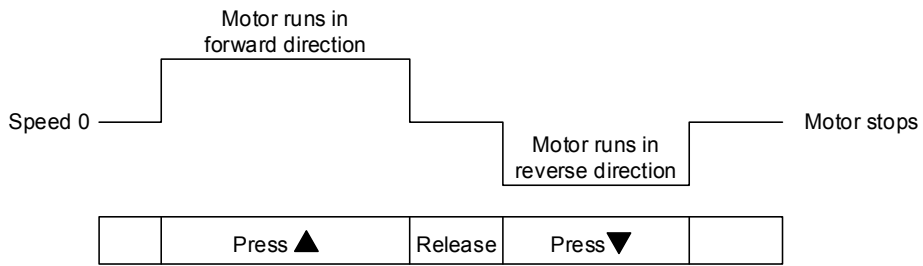 Motor runs in
forward direction
Speed 0
Motor stops
Motor runs in
reverse direction
Press ▲
Release
Press▼